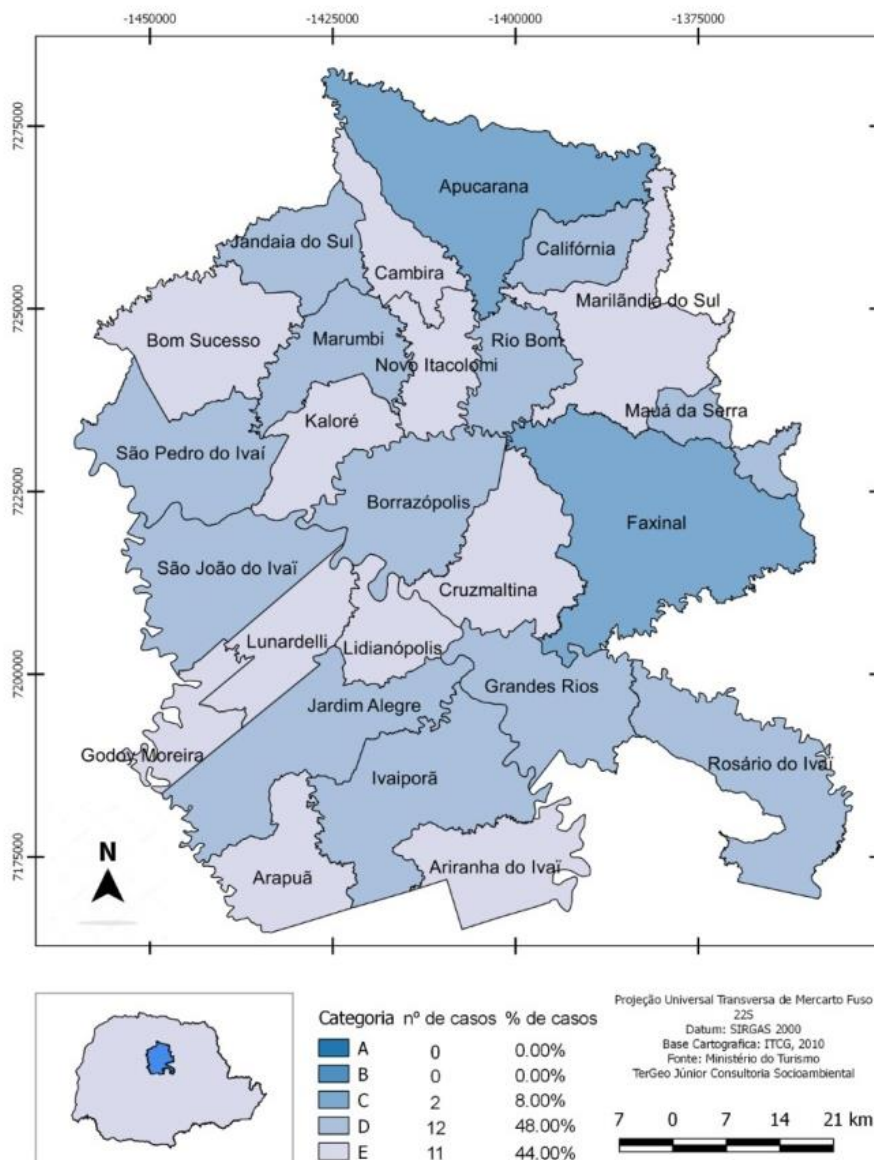 -1450000 -1425000 -1400000 -1375000
7275000
Apucarana
Jandaia do Sul
Califórnia
Cambira
Marilândia do Sul
7250000
Bom Sucesso
Marumbi
Rio Bom
Novo Itacolomi
Mauá da Serra
Kaloré
São Pedro do Ivaí
7225000
Borrazópolis
Faxinal
São João do Ivaï
Cruzmaltina
Lunardelli
Lidianópolis
7200000
Grandes Rios
Jardim Alegre
Godoy Moreira
Rosário do Ivaï
Ivaiporã
N
7175000
Arapuã
Ariranha do Ivaï
Categoria nº de casos % de casos
A 0 0.00%
B 0 0.00%
C 2 8.00%
D 12 48.00%
E 11 44.00%
Projeção Universal Transversa de Mercarto Fuso
22S
Datum: SIRGAS 2000
Base Cartografica: ITCG, 2010
Fonte: Ministério do Turismo
TerGeo Júnior Consultoria Socioambiental
7 0 7 14 21 km